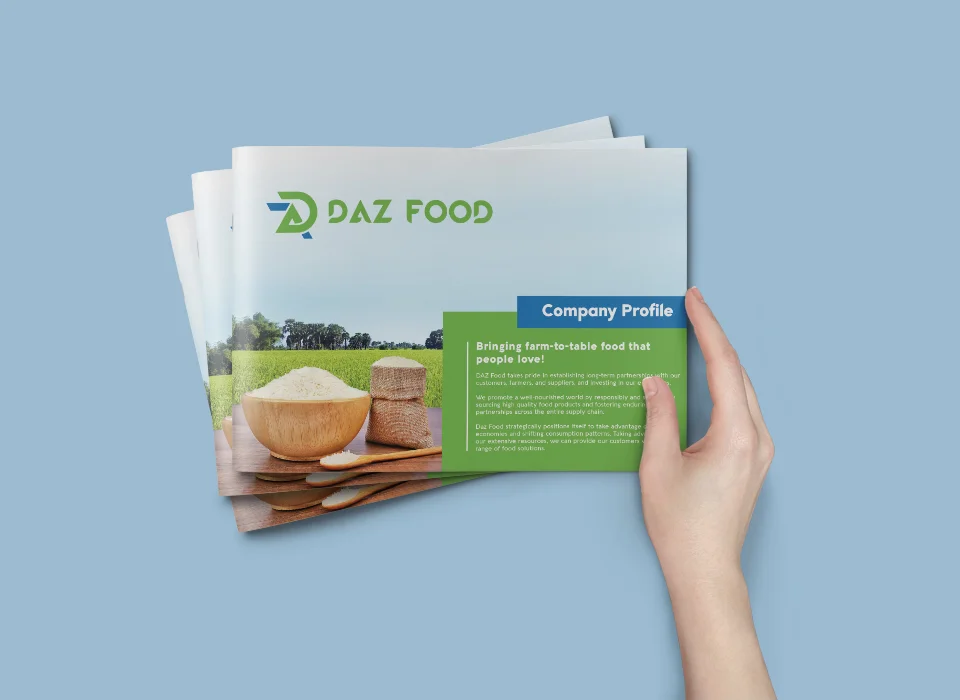 DAZ FOOD
Company Profile
Bringing farm-to-table food that
people love!
DAZ Food takes pride in establishing long-term partnerships with our
customers, farmers, and suppliers, and investing in our
We promote a well-nourished world by responsibly and
sourcing high quality food products and fostering
partnerships across the entire supply chain.
Daz Food strategically positions itself to take advantage
economies and shifting consumption patterns. Taking
our extensive resources, we can provide our customers
range of food solutions.